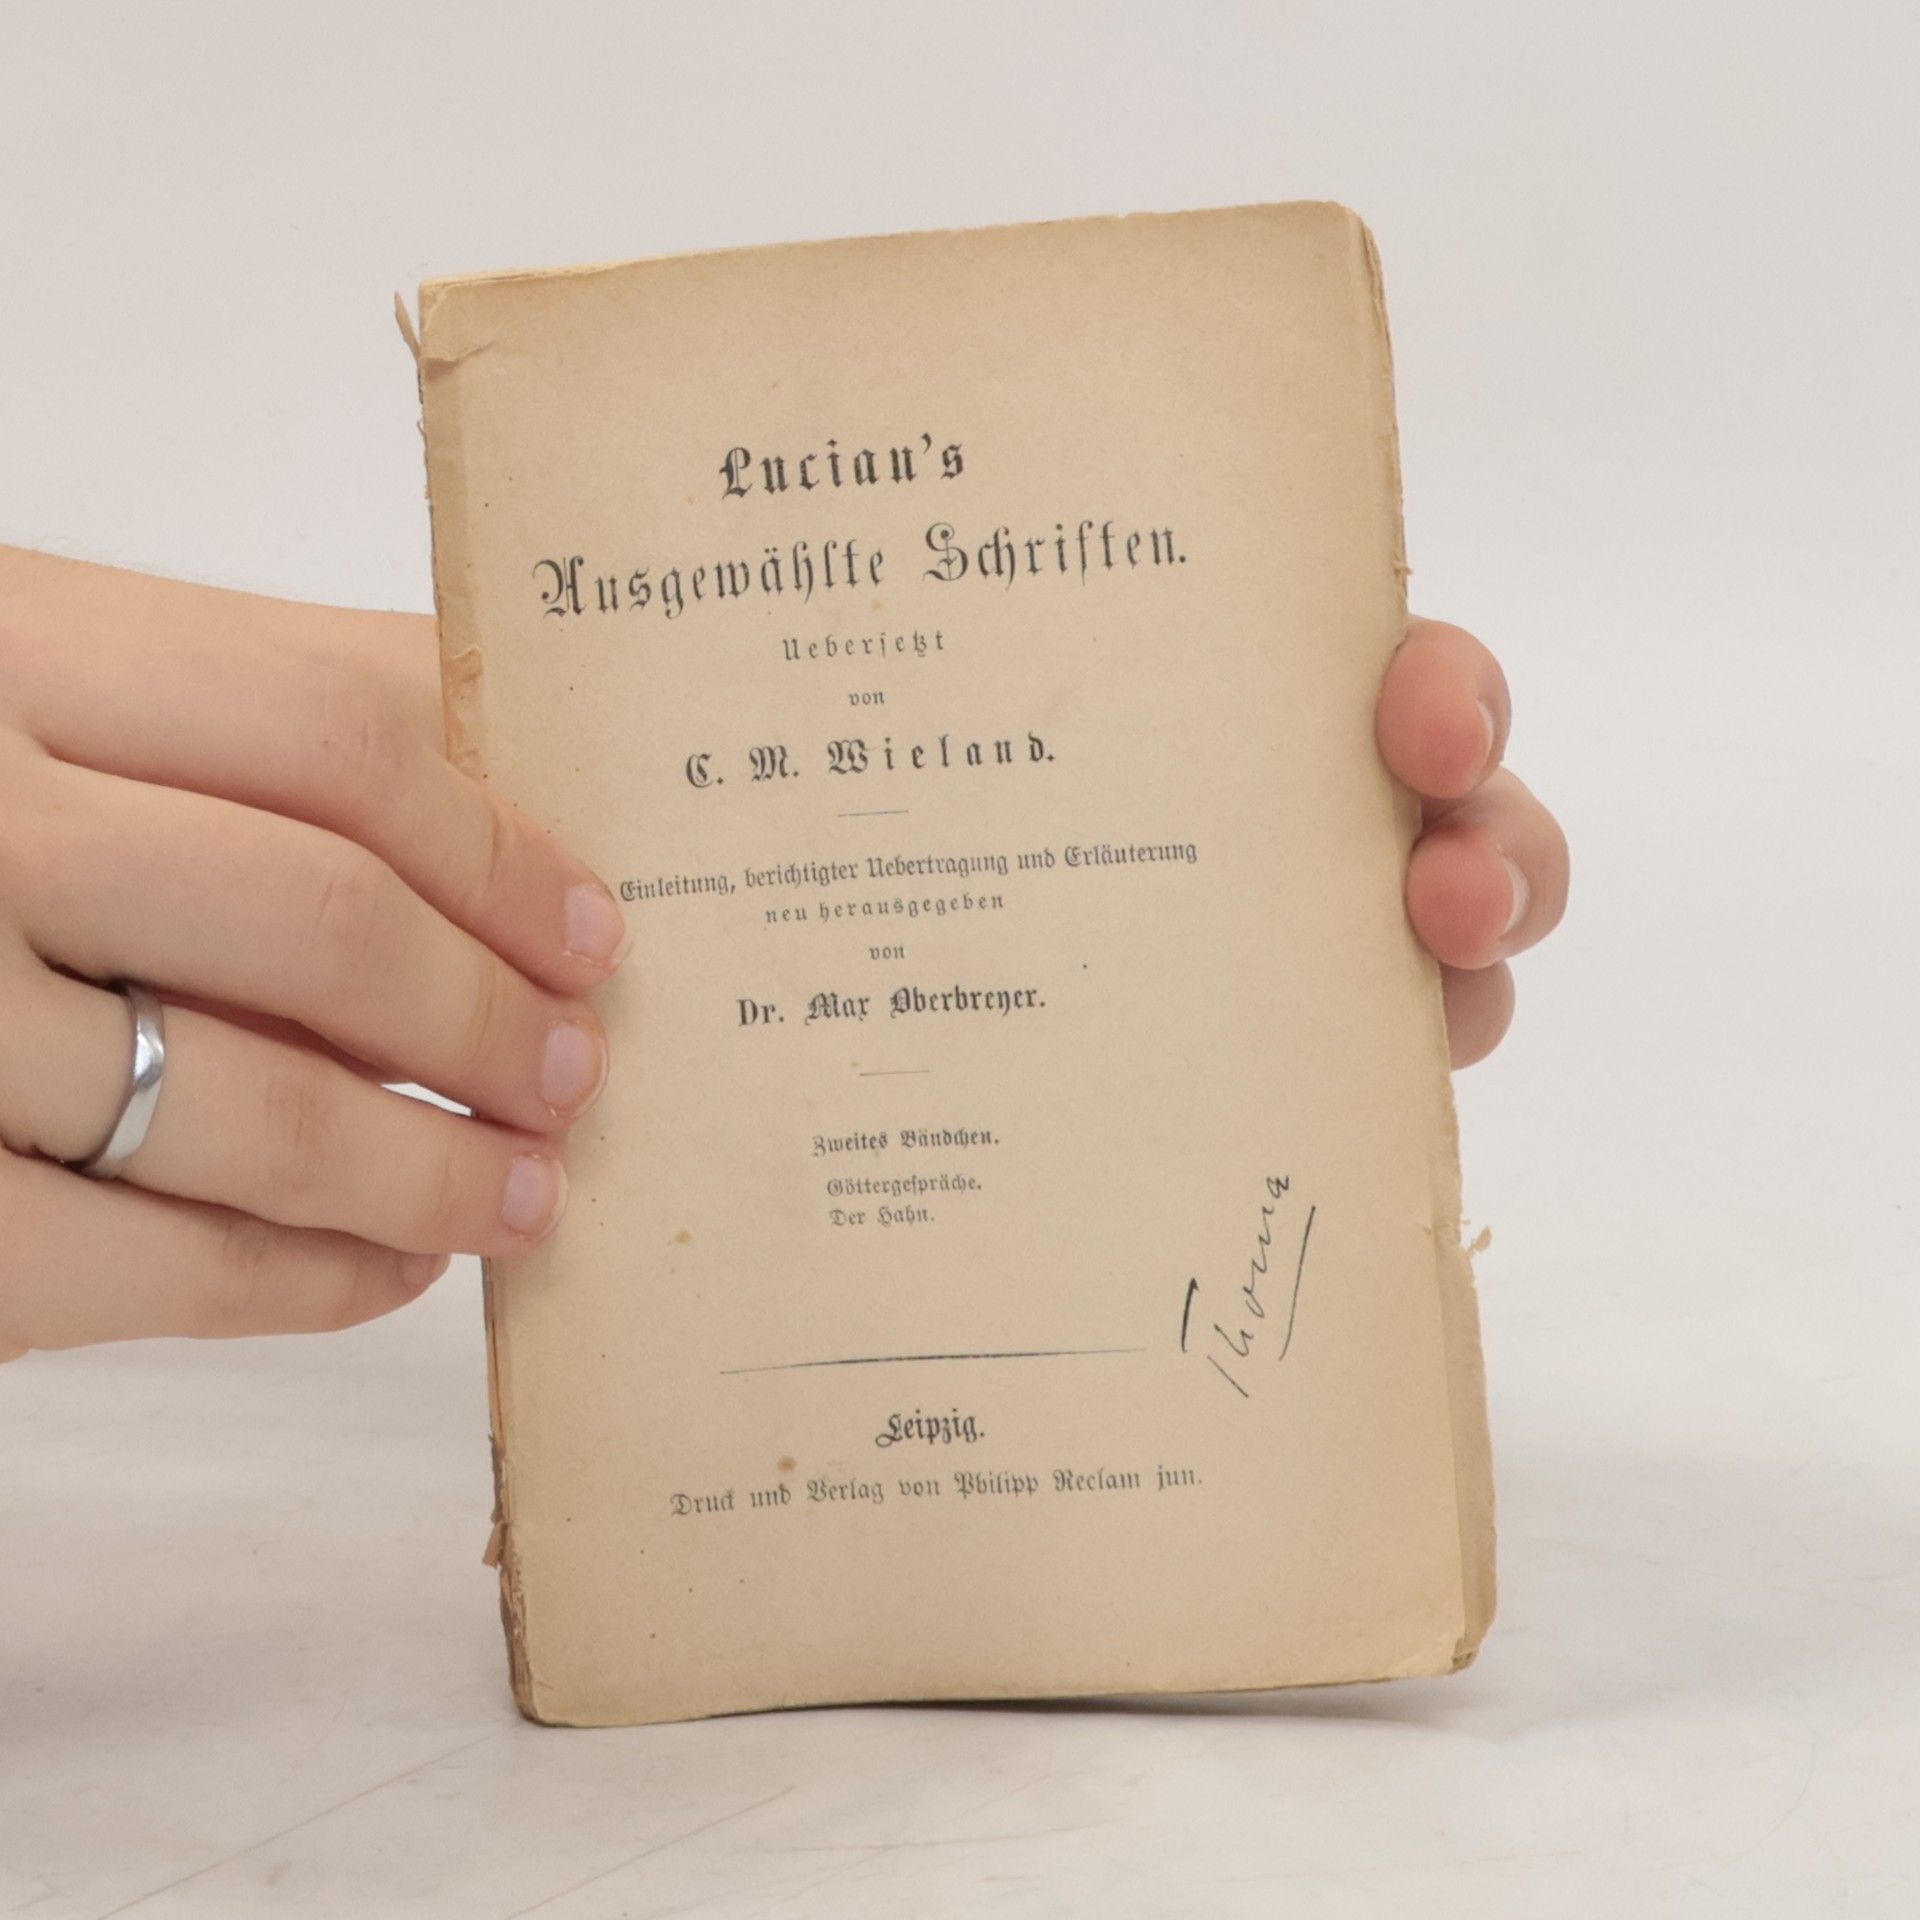 Lucian's
Ausgewählte Schriften.
Uebersetzt
von
C. M. Wieland.
Einleitung, berichtigter Uebertragung und Erläuterung
neu herausgegeben
von
Dr. Max Oberbreyer.
Zweites Bändchen.
Göttergespräche.
Der Hahn.
Thoma
Leipzig.
Druck und Verlag von Philipp Reclam jun.